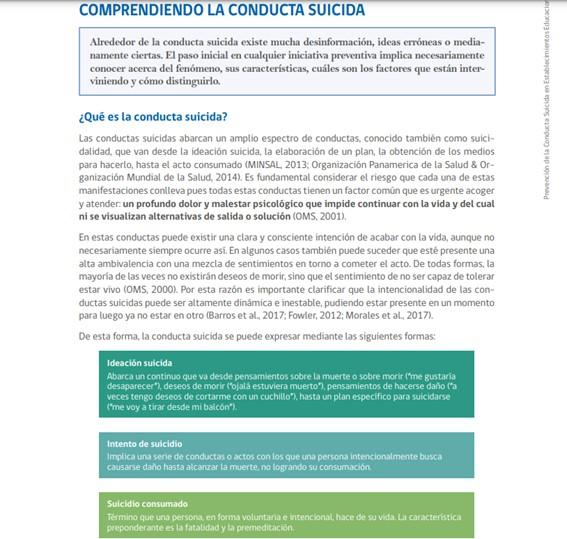 COMPRENDIENDO LA CONDUCTA SUICIDA
Alrededor de la conducta suicida existe mucha desinformación, ideas erróneas o media-
namente ciertas. El paso inicial en cualquier iniciativa preventiva implica necesariamente
conocer acerca del fenómeno, sus características, cuáles son los factores que están inter-
viniendo y cómo distinguirlo.
¿Qué es la conducta suicida?
Las conductas suicidas abarcan un amplio espectro de conductas, conocido también como suici-
dalidad, que van desde la ideación suicida, la elaboración de un plan, la obtención de los medios
para hacerlo, hasta el acto consumado (MINSAL, 2013; Organización Panamerica de la Salud & Or-
ganización Mundial de la Salud, 2014). Es fundamental considerar el riesgo que cada una de estas
manifestaciones conlleva pues todas estas conductas tienen un factor común que es urgente acoger
y atender: un profundo dolor y malestar psicológico que impide continuar con la vida y del cual
ni se visualizan alternativas de salida o solución (OMS, 2001).
En estas conductas puede existir una clara y consciente intención de acabar con la vida, aunque no
necesariamente siempre ocurre así. En algunos casos también puede suceder que esté presente una
alta ambivalencia con una mezcla de sentimientos en torno a cometer el acto. De todas formas, la
mayoría de las veces no existirán deseos de morir, sino que el sentimiento de no ser capaz de tolerar
estar vivo (OMS, 2000). Por esta razón es importante clarificar que la intencionalidad de las con-
ductas suicidas puede ser altamente dinámica e inestable, pudiendo estar presente en un momento
para luego ya no estar en otro (Barros et al., 2017; Fowler, 2012; Morales et al., 2017).
De esta forma, la conducta suicida se puede expresar mediante las siguientes formas:
Ideación suicida
Abarca un continuo que va desde pensamientos sobre la muerte o sobre morir ("me gustaría
desaparecer"), deseos de morir ("ojalá estuviera muerto"), pensamientos de hacerse daño ("a
veces tengo deseos de cortarme con un cuchillo"), hasta un plan específico para suicidarse
("me voy a tirar desde mi balcón").
Intento de suicidio
Implica una serie de conductas o actos con los que una persona intencionalmente busca
causarse daño hasta alcanzar la muerte, no logrando su consumación.
Suicidio consumado
Término que una persona, en forma voluntaria e intencional, hace de su vida. La característica
preponderante es la fatalidad y la premeditación.
Prevención de la Conducta Suicida en Establecimientos